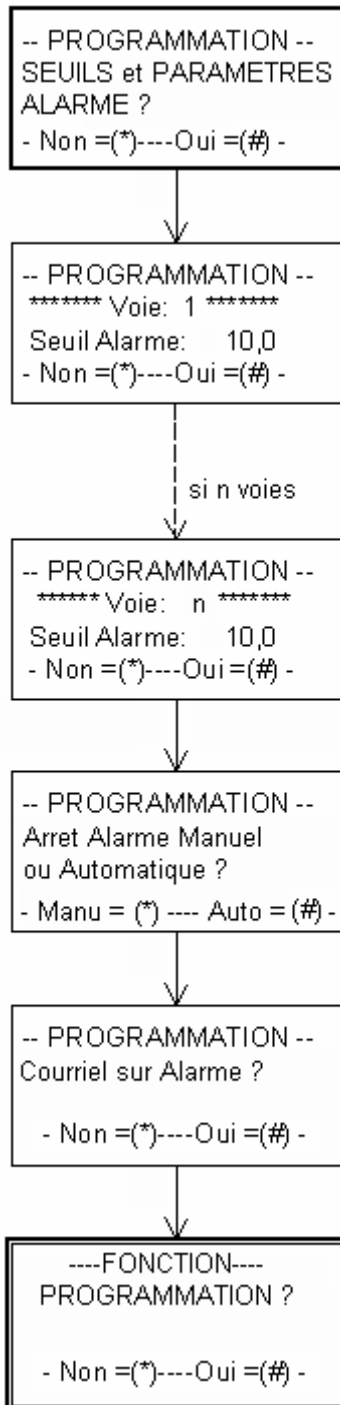 -- PROGRAMMATION --
SEUILS et PARAMETRES
ALARME ?
- Non =(*)----Oui =(#) -
-- PROGRAMMATION --
******* Voie: 1 *******
Seuil Alarme: 10,0
- Non =(*)----Oui =(#) -
si n voies
-- PROGRAMMATION --
****** Voie: n *******
Seuil Alarme: 10,0
- Non =(*)----Oui =(#) -
-- PROGRAMMATION --
Arret Alarme Manuel
ou Automatique ?
- Manu = (*) ---- Auto = (#) -
-- PROGRAMMATION --
Courriel sur Alarme ?
- Non =(*)----Oui =(#) -
----FONCTION----
PROGRAMMATION ?
- Non =(*)----Oui =(#) -